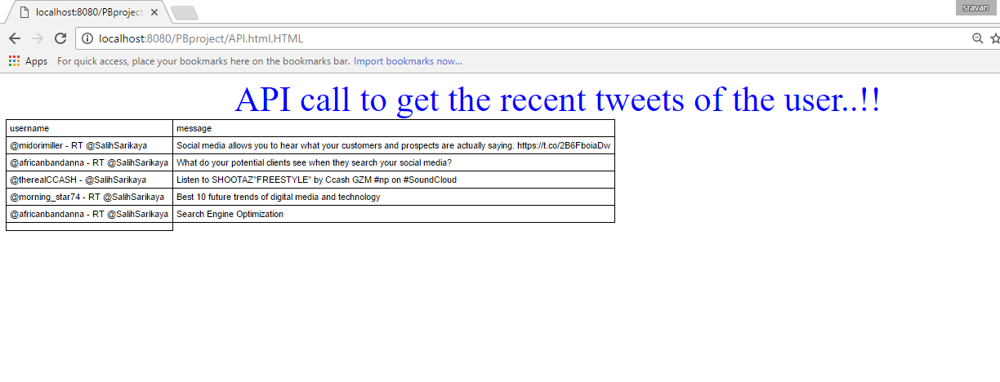 localhost:8080/PBproject
sravan
localhost:8080/PBproject/API.html.HTML
Apps For quick access, place your bookmarks here on the bookmarks bar. Import bookmarks now...
API call to get the recent tweets of the user..!!
username message
@midorimiller - RT @SalihSarikaya Social media allows you to hear what your customers and prospects are actually saying. https://t.co/2B6FboiaDw
@africanbandanna - RT @SalihSarikaya What do your potential clients see when they search your social media?
@therealCCASH - @SalihSarikaya Listen to SHOOTAZ"FREESTYLE" by Ccash GZM #np on #SoundCloud
@morning_star74 - RT @SalihSarikaya Best 10 future trends of digital media and technology
@africanbandanna - RT @SalihSarikaya Search Engine Optimization